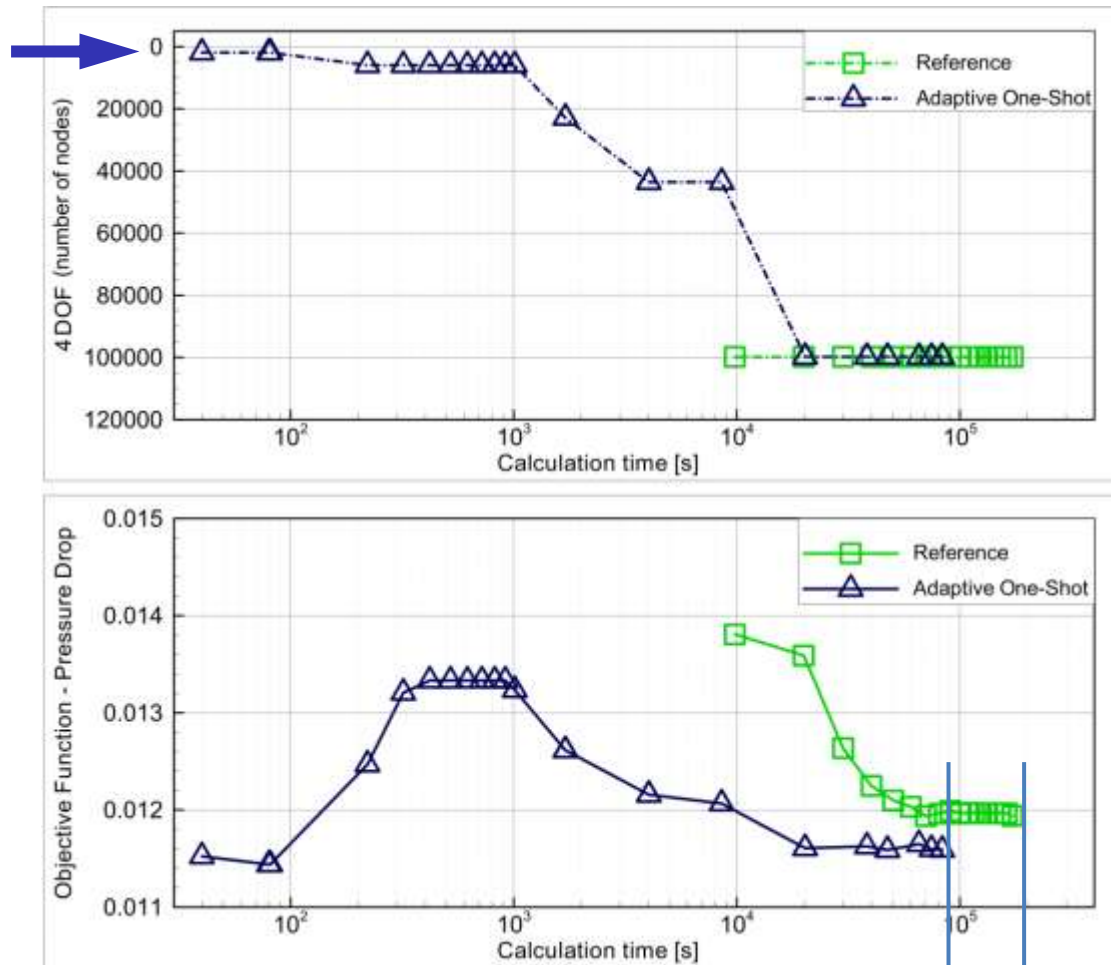 0
20000
40000
60000
80000
100000
120000
4 DOF (number of nodes)
Reference
Adaptive One-Shot
10² 10³ 10⁴ 10⁵
Calculation time [s]
0.015
0.014
0.013
0.012
0.011
Objective Function - Pressure Drop
Reference
Adaptive One-Shot
10² 10³ 10⁴ 10⁵
Calculation time [s]